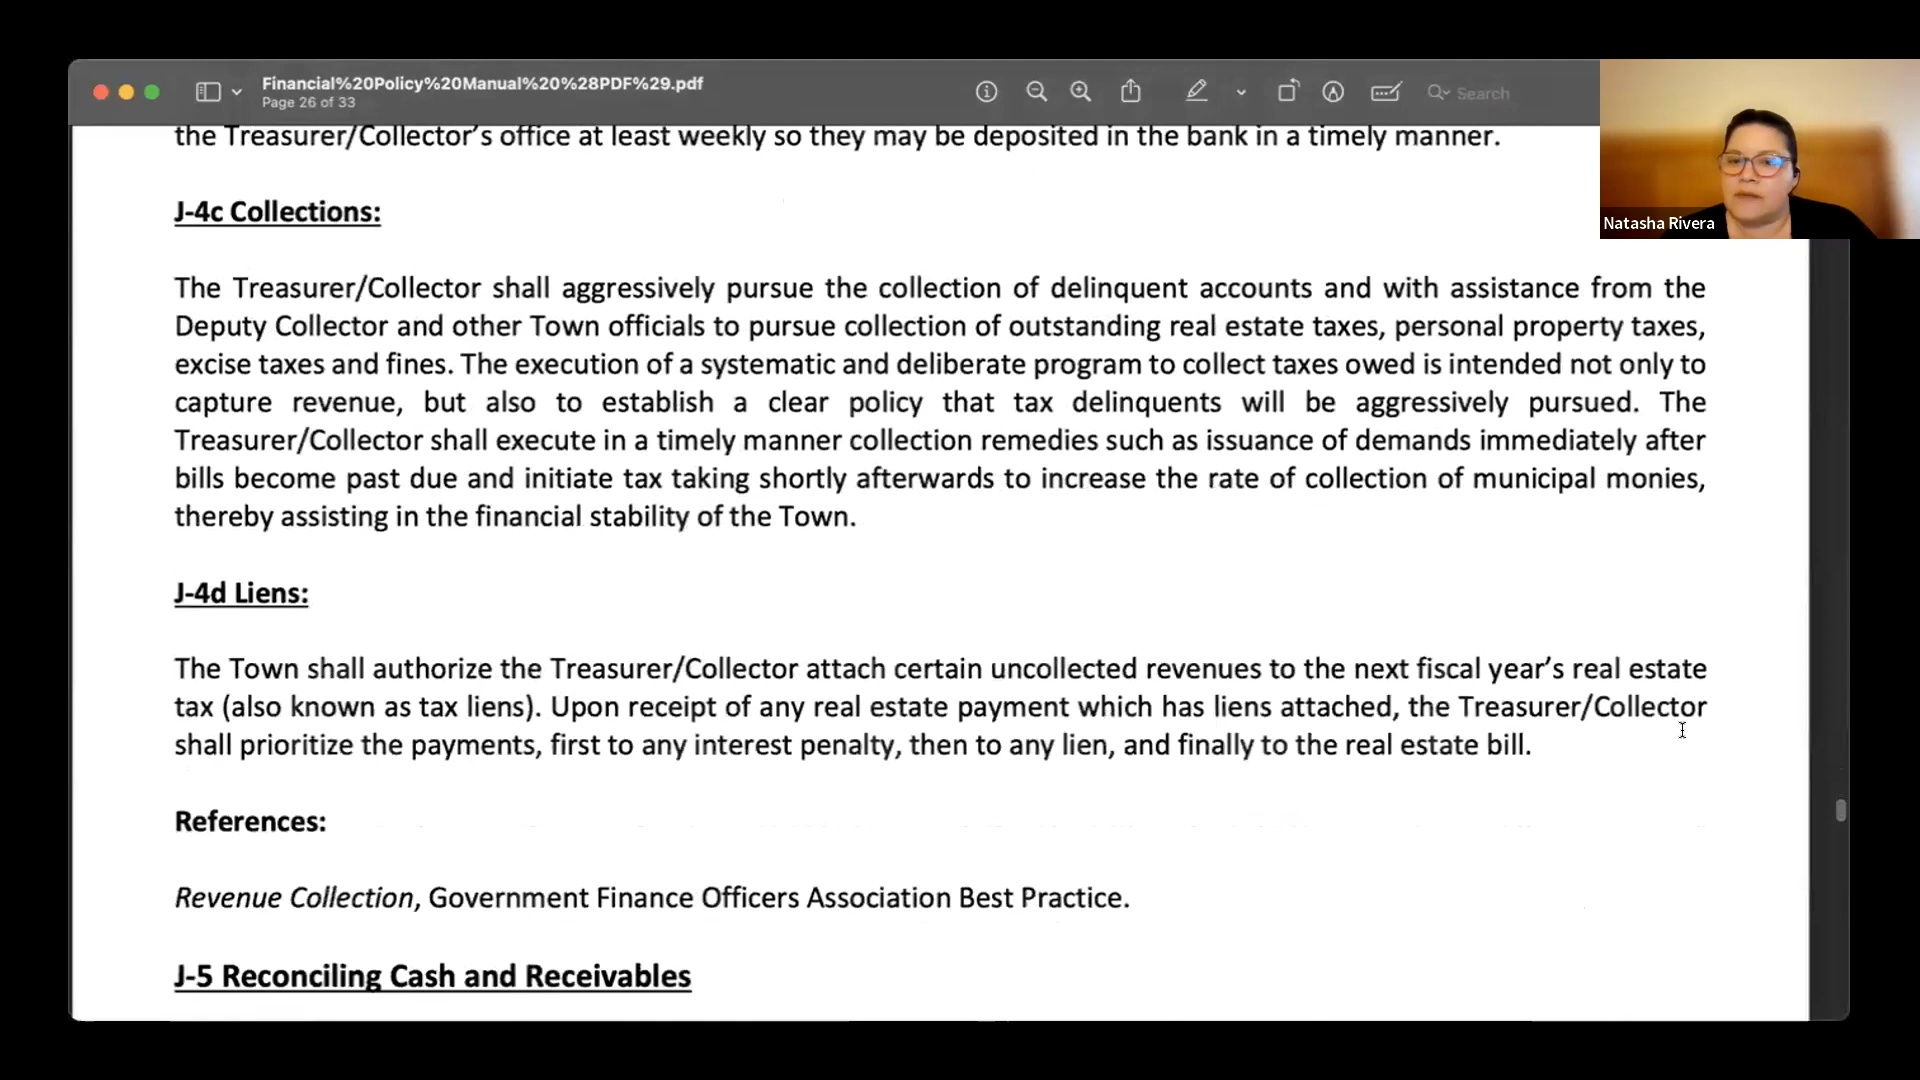 Financial%20Policy%20Manual%20%28PDF%29.pdf
Page 26 of 33
Search
Natasha Rivera
the Treasurer/Collector’s office at least weekly so they may be deposited in the bank in a timely manner.
J-4c Collections:
The Treasurer/Collector shall aggressively pursue the collection of delinquent accounts and with assistance from the
Deputy Collector and other Town officials to pursue collection of outstanding real estate taxes, personal property taxes,
excise taxes and fines. The execution of a systematic and deliberate program to collect taxes owed is intended not only to
capture revenue, but also to establish a clear policy that tax delinquents will be aggressively pursued. The
Treasurer/Collector shall execute in a timely manner collection remedies such as issuance of demands immediately after
bills become past due and initiate tax taking shortly afterwards to increase the rate of collection of municipal monies,
thereby assisting in the financial stability of the Town.
J-4d Liens:
The Town shall authorize the Treasurer/Collector attach certain uncollected revenues to the next fiscal year’s real estate
tax (also known as tax liens). Upon receipt of any real estate payment which has liens attached, the Treasurer/Collector
shall prioritize the payments, first to any interest penalty, then to any lien, and finally to the real estate bill.
References:
Revenue Collection, Government Finance Officers Association Best Practice.
J-5 Reconciling Cash and Receivables